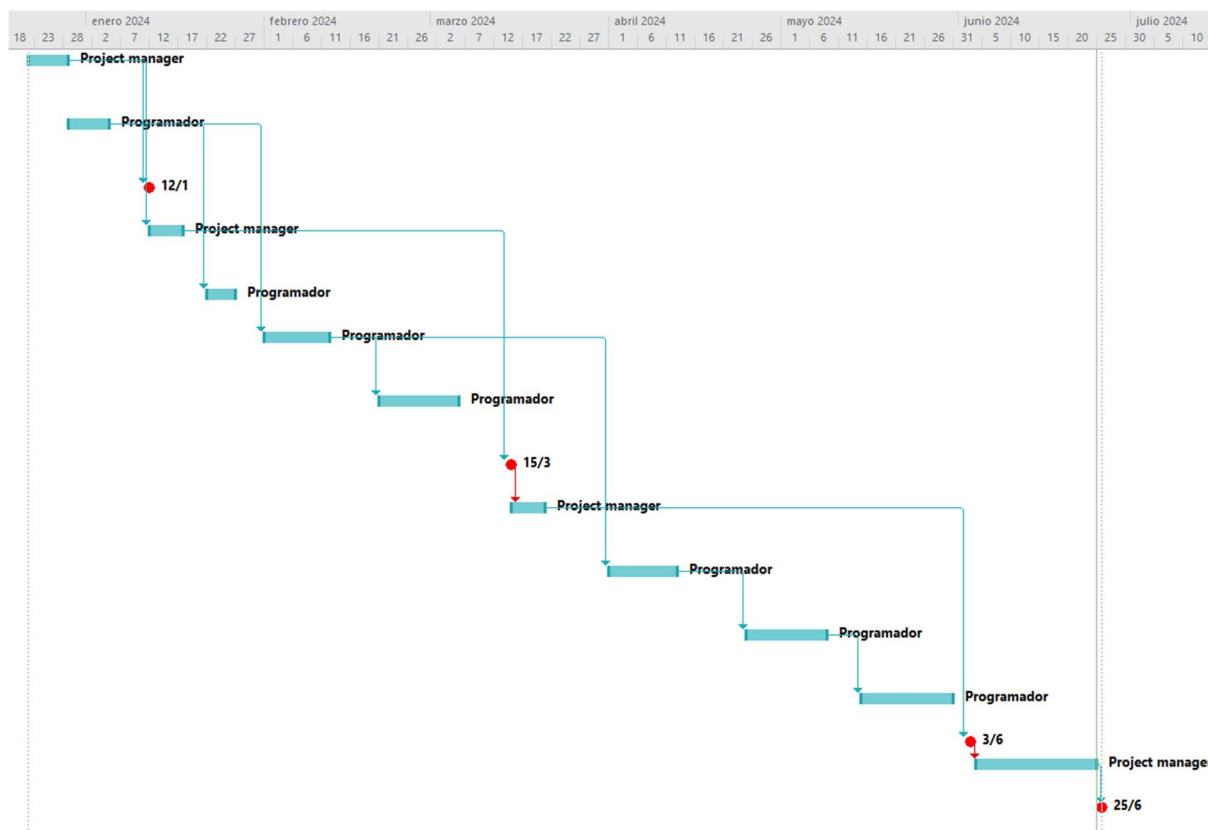 enero 2024 febrero 2024 marzo 2024 abril 2024 mayo 2024 junio 2024 julio 2024
18 23 28 2 7 12 17 22 27 1 6 11 16 21 26 2 7 12 17 22 27 1 6 11 16 21 26 1 6 11 16 21 26 31 5 10 15 20 25 30 5 10
Project manager
Programador
12/1
Project manager
Programador
Programador
Programador
15/3
Project manager
Programador
Programador
Programador
3/6
Project manager
25/6